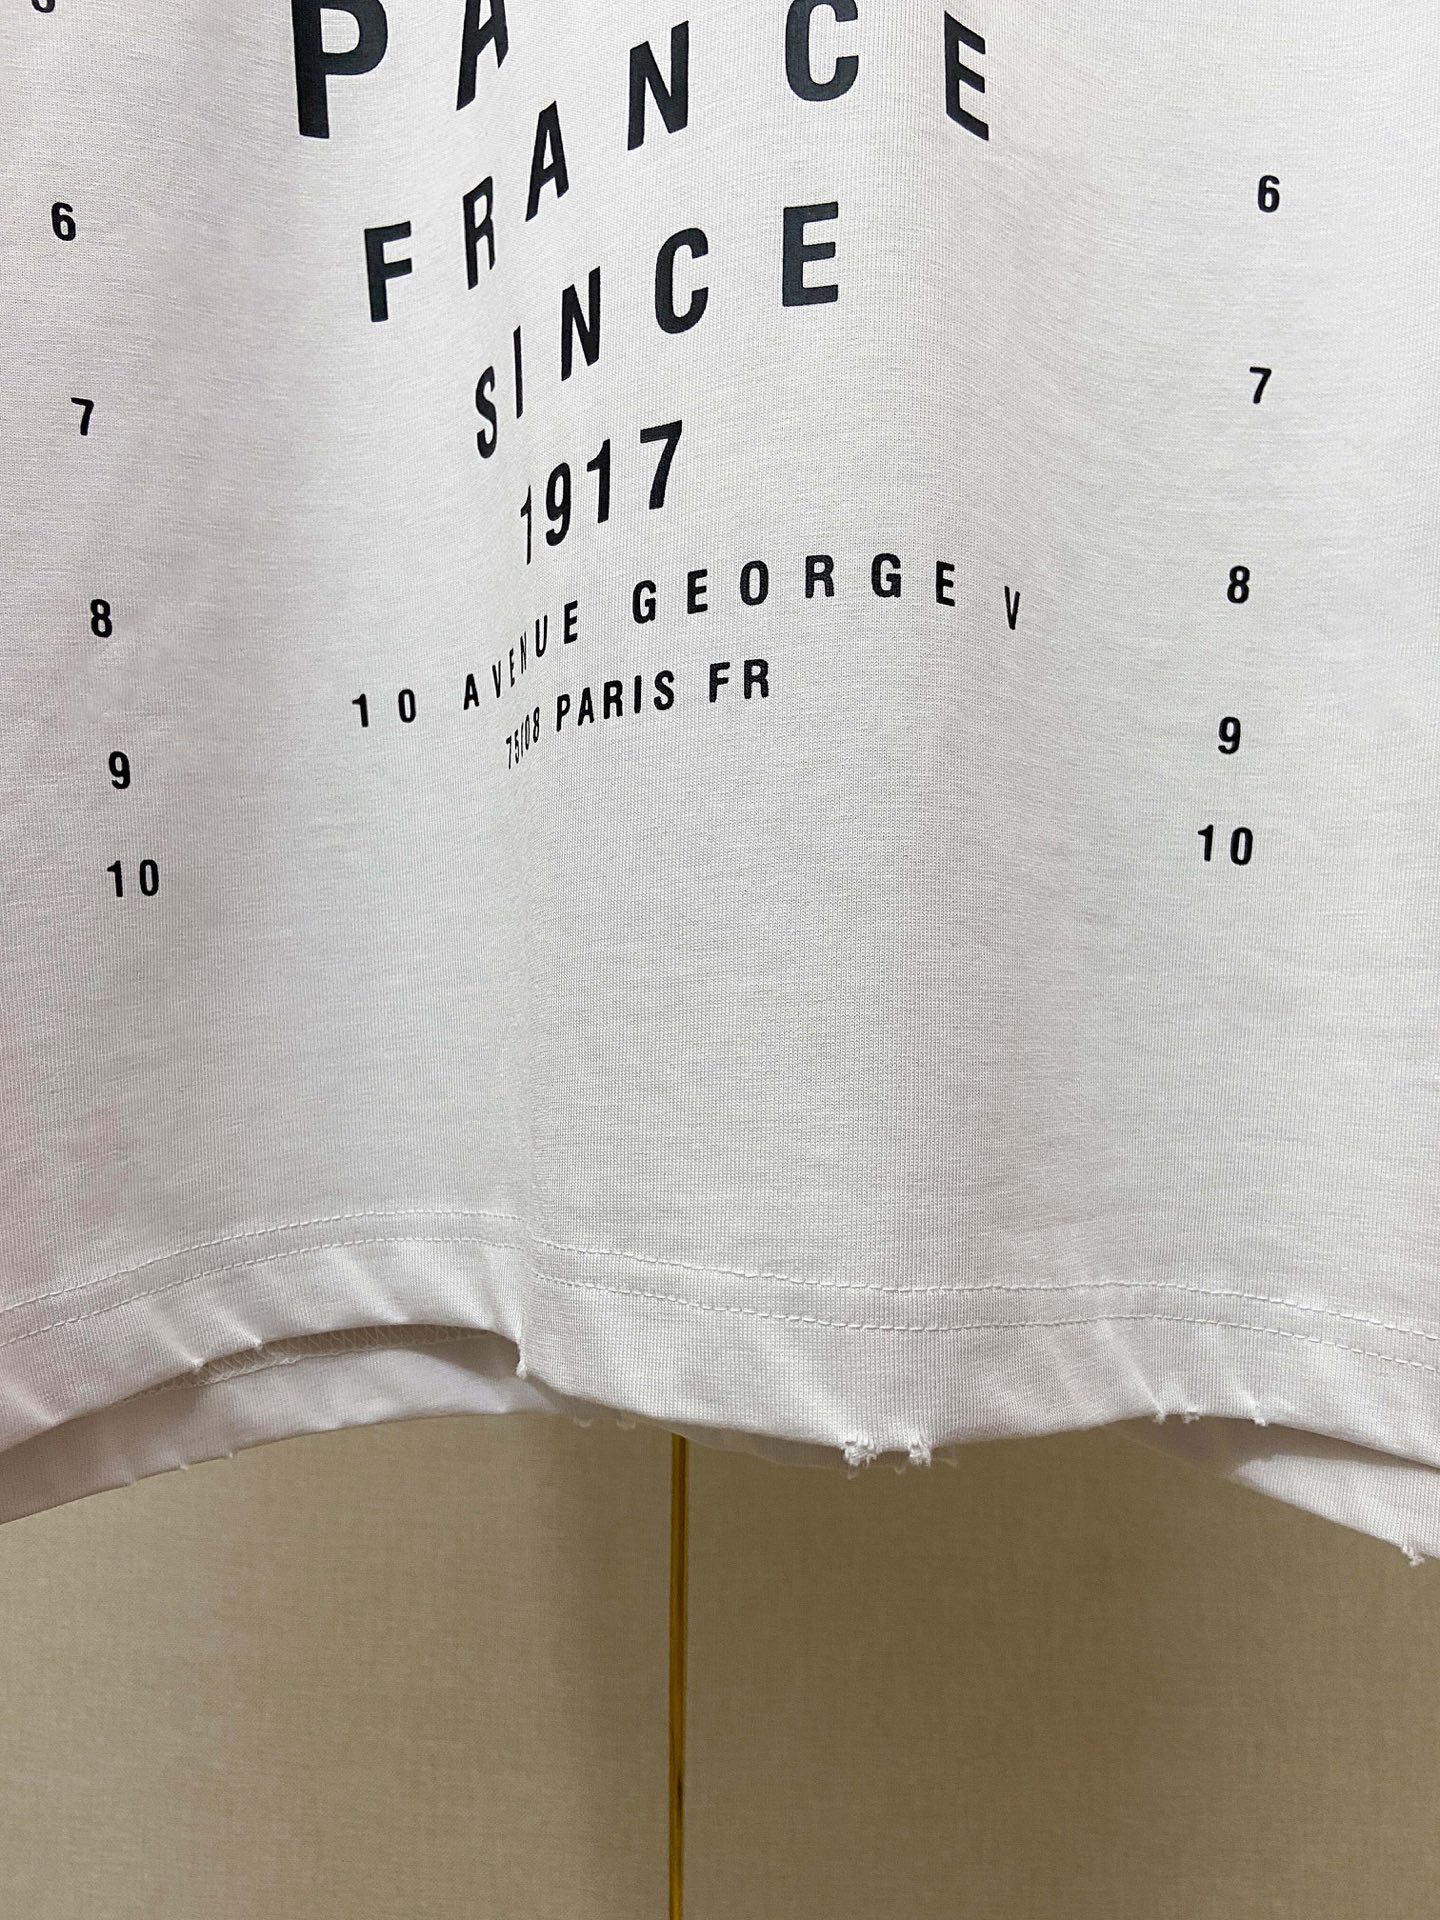 PA
6 FRANCE 6
7 SINCE 7
8 1917 8
9 10 AVENUE GEORGE V 9
10 75008 PARIS FR 10